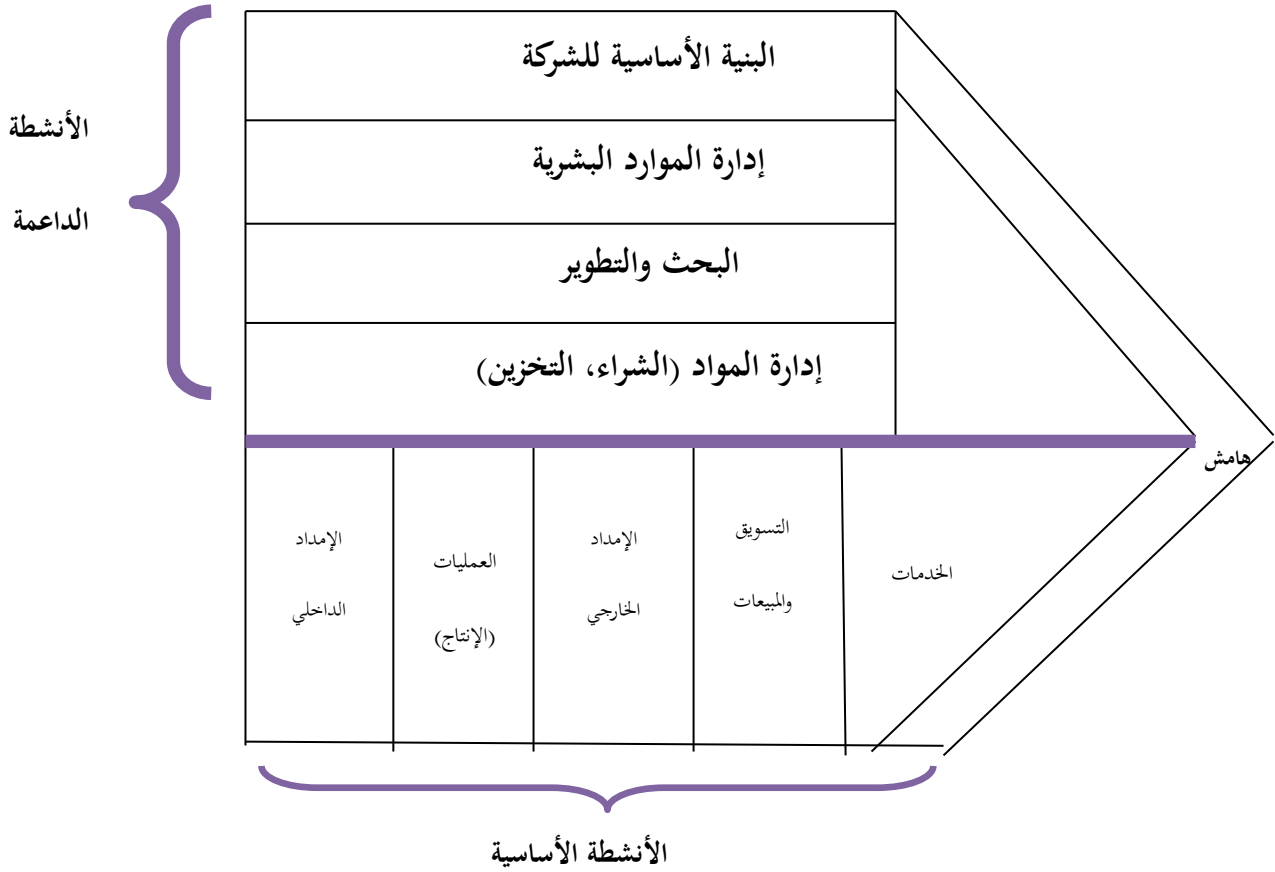 البنية الأساسية للشركة
الأنشطة
الداعمة
إدارة الموارد البشرية
البحث والتطوير
إدارة المواد (الشراء، التخزين)
هامش
الإمداد
الداخلي
العمليات
(الإنتاج)
الإمداد
الخارجي
التسويق
والمبيعات
الخدمات
الأنشطة الأساسية